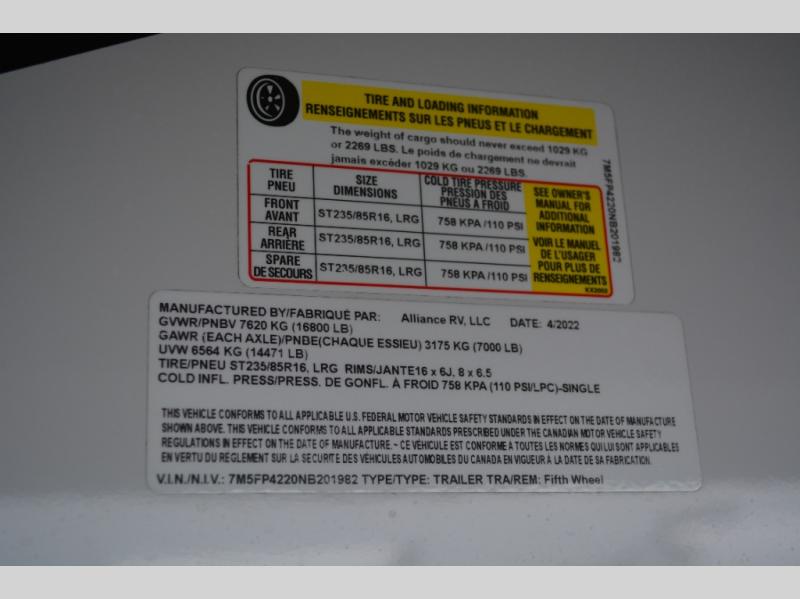 TIRE AND LOADING INFORMATION
RENSEIGNEMENTS SUR LES PNEUS ET LE CHARGEMENT
The weight of cargo should never exceed 1029 KG
or 2269 LBS. Le poids de chargement ne devrait
jamais excéder 1029 KG ou 2269 LBS.
TIRE PNEU
SIZE DIMENSIONS
COLD TIRE PRESSURE PRESSION DES PNEUS A FROID
FRONT AVANT
ST235/85R16, LRG
758 KPA /110 PSI
REAR ARRIÈRE
ST235/85R16, LRG
758 KPA /110 PSI
SPARE DE SECOURS
ST235/85R16, LRG
758 KPA /110 PSI
SEE OWNER'S
MANUAL FOR
ADDITIONAL
INFORMATION
VOIR LE MANUEL
DE L'USAGER
POUR PLUS DE
RENSEIGNEMENTS
7M5FP4220NB201982
MANUFACTURED BY/FABRIQUÉ PAR: Alliance RV, LLC DATE: 4/2022
GVWR/PNBV 7620 KG (16800 LB)
GAWR (EACH AXLE)/PNBE(CHAQUE ESSIEU) 3175 KG (7000 LB)
UVW 6564 KG (14471 LB)
TIRE/PNEU ST235/85R16, LRG RIMS/JANTE16 x 6J, 8 x 6.5
COLD INFL. PRESS/PRESS. DE GONFL. À FROID 758 KPA (110 PSI/LPC)-SINGLE
THIS VEHICLE CONFORMS TO ALL APPLICABLE U.S. FEDERAL MOTOR VEHICLE SAFETY STANDARDS IN EFFECT ON THE DATE OF MANUFACTURE
SHOWN ABOVE. THIS VEHICLE CONFORMS TO ALL APPLICABLE STANDARDS PRESCRIBED UNDER THE CANADIAN MOTOR VEHICLE SAFETY
REGULATIONS IN EFFECT ON THE DATE OF MANUFACTURE. - CE VÉHICULE EST CONFORME À TOUTES LES NORMES QUI LUI SONT APPLICABLES
EN VERTU DU REGLEMENT SUR LA SECURITE DES VÉHICULES AUTOMOBILES DU CANADA EN VIGUEUR À LA DATE DE SA FABRICATION.
V.I.N./N.I.V.: 7M5FP4220NB201982 TYPE/TYPE: TRAILER TRA/REM: Fifth Wheel